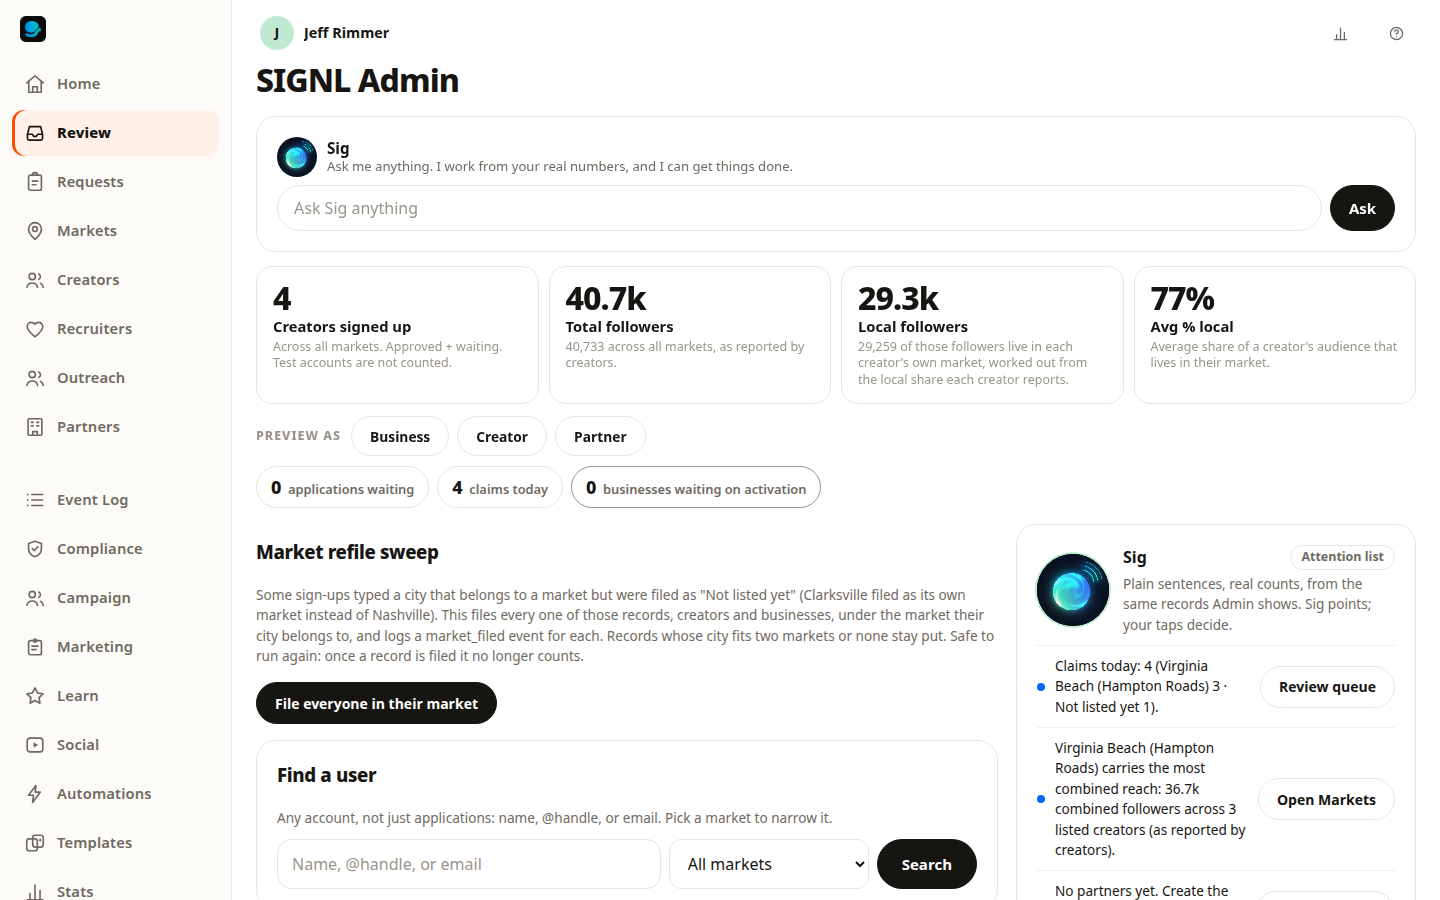 Home
Review
Requests
Markets
Creators
Recruiters
Outreach
Partners
Event Log
Compliance
Campaign
Marketing
Learn
Social
Automations
Templates
Stats
J
Jeff Rimmer
SIGNL Admin
Sig
Ask me anything. I work from your real numbers, and I can get things done.
Ask Sig anything
Ask
4
Creators signed up
Across all markets. Approved + waiting.
Test accounts are not counted.
40.7k
Total followers
40,733 across all markets, as reported by
creators.
29.3k
Local followers
29,259 of those followers live in each
creator's own market, worked out from
the local share each creator reports.
77%
Avg % local
Average share of a creator's audience that
lives in their market.
PREVIEW AS
Business
Creator
Partner
0 applications waiting
4 claims today
0 businesses waiting on activation
Market refile sweep
Some sign-ups typed a city that belongs to a market but were filed as "Not listed yet" (Clarksville filed as its own
market instead of Nashville). This files every one of those records, creators and businesses, under the market their
city belongs to, and logs a market_filed event for each. Records whose city fits two markets or none stay put. Safe to
run again: once a record is filed it no longer counts.
File everyone in their market
Find a user
Any account, not just applications: name, @handle, or email. Pick a market to narrow it.
Name, @handle, or email
All markets
Search
Sig
Attention list
Plain sentences, real counts, from the
same records Admin shows. Sig points;
your taps decide.
Claims today: 4 (Virginia
Beach (Hampton Roads) 3 ·
Not listed yet 1).
Review queue
Virginia Beach (Hampton
Roads) carries the most
combined reach: 36.7k
combined followers across 3
listed creators (as reported by
creators).
Open Markets
No partners yet. Create the